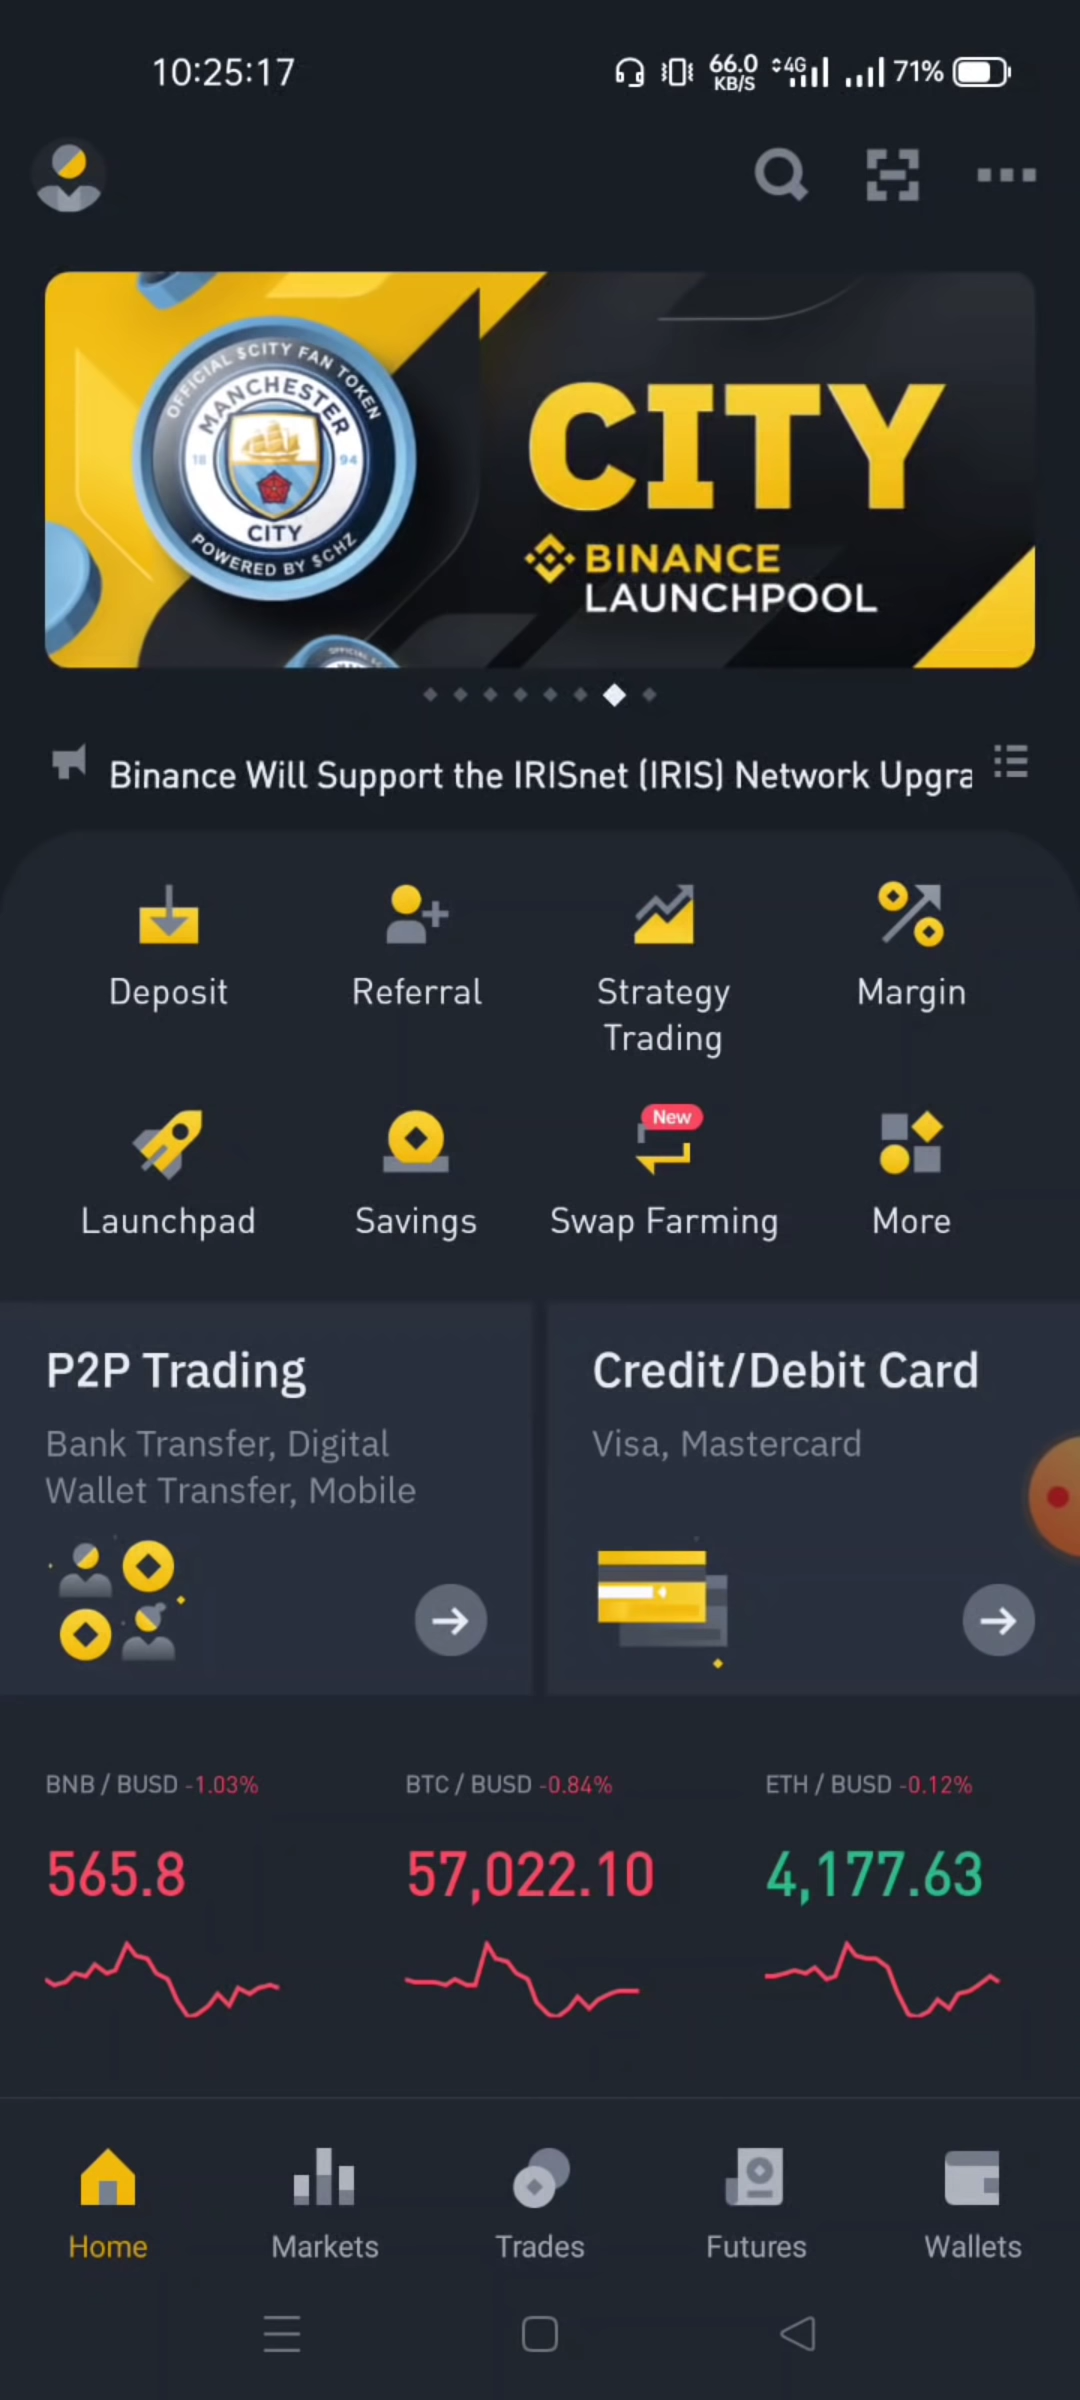 10:25:17
66.0
KB/S
4G
71%
OFFICIAL $CITY FAN TOKEN
MANCHESTER
18 94
CITY
POWERED BY $CHZ
CITY
BINANCE
LAUNCHPOOL
Binance Will Support the IRISnet (IRIS) Network Upgra
Deposit
Referral
Strategy
Trading
Margin
Launchpad
Savings
New
Swap Farming
More
P2P Trading
Bank Transfer, Digital
Wallet Transfer, Mobile
Credit/Debit Card
Visa, Mastercard
BNB / BUSD -1.03%
565.8
BTC / BUSD -0.84%
57,022.10
ETH / BUSD -0.12%
4,177.63
Home
Markets
Trades
Futures
Wallets